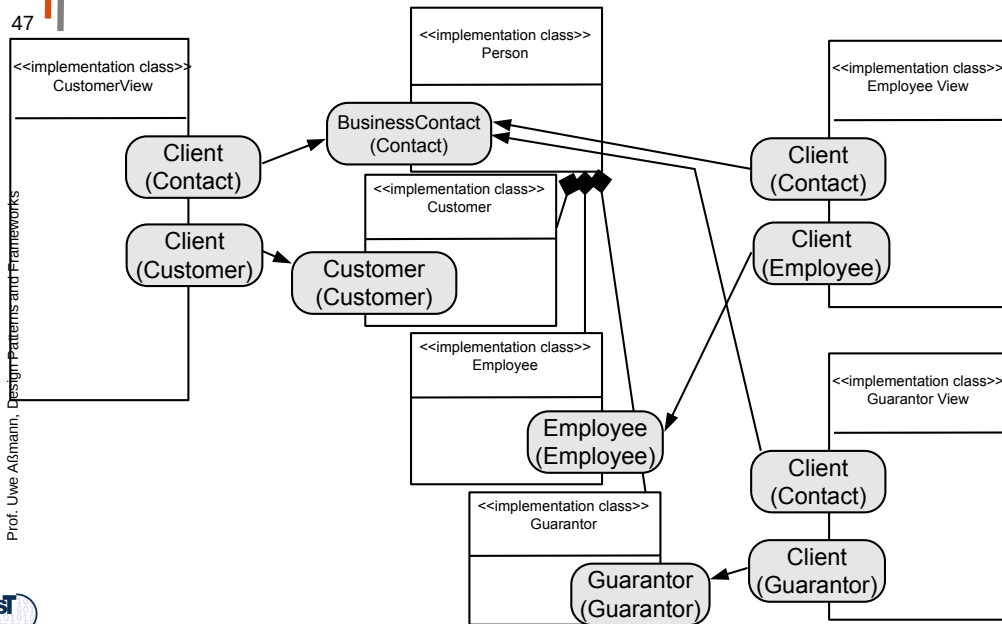 47
<<implementation class>>
CustomerView
Client
(Contact)
Client
(Customer)
<<implementation class>>
Person
BusinessContact
(Contact)
<<implementation class>>
Customer
Customer
(Customer)
<<implementation class>>
Employee
Employee
(Employee)
<<implementation class>>
Guarantor
Guarantor
(Guarantor)
<<implementation class>>
Employee View
Client
(Contact)
Client
(Employee)
<<implementation class>>
Guarantor View
Client
(Contact)
Client
(Guarantor)
Prof. Uwe Aßmann, Design Patterns and Frameworks